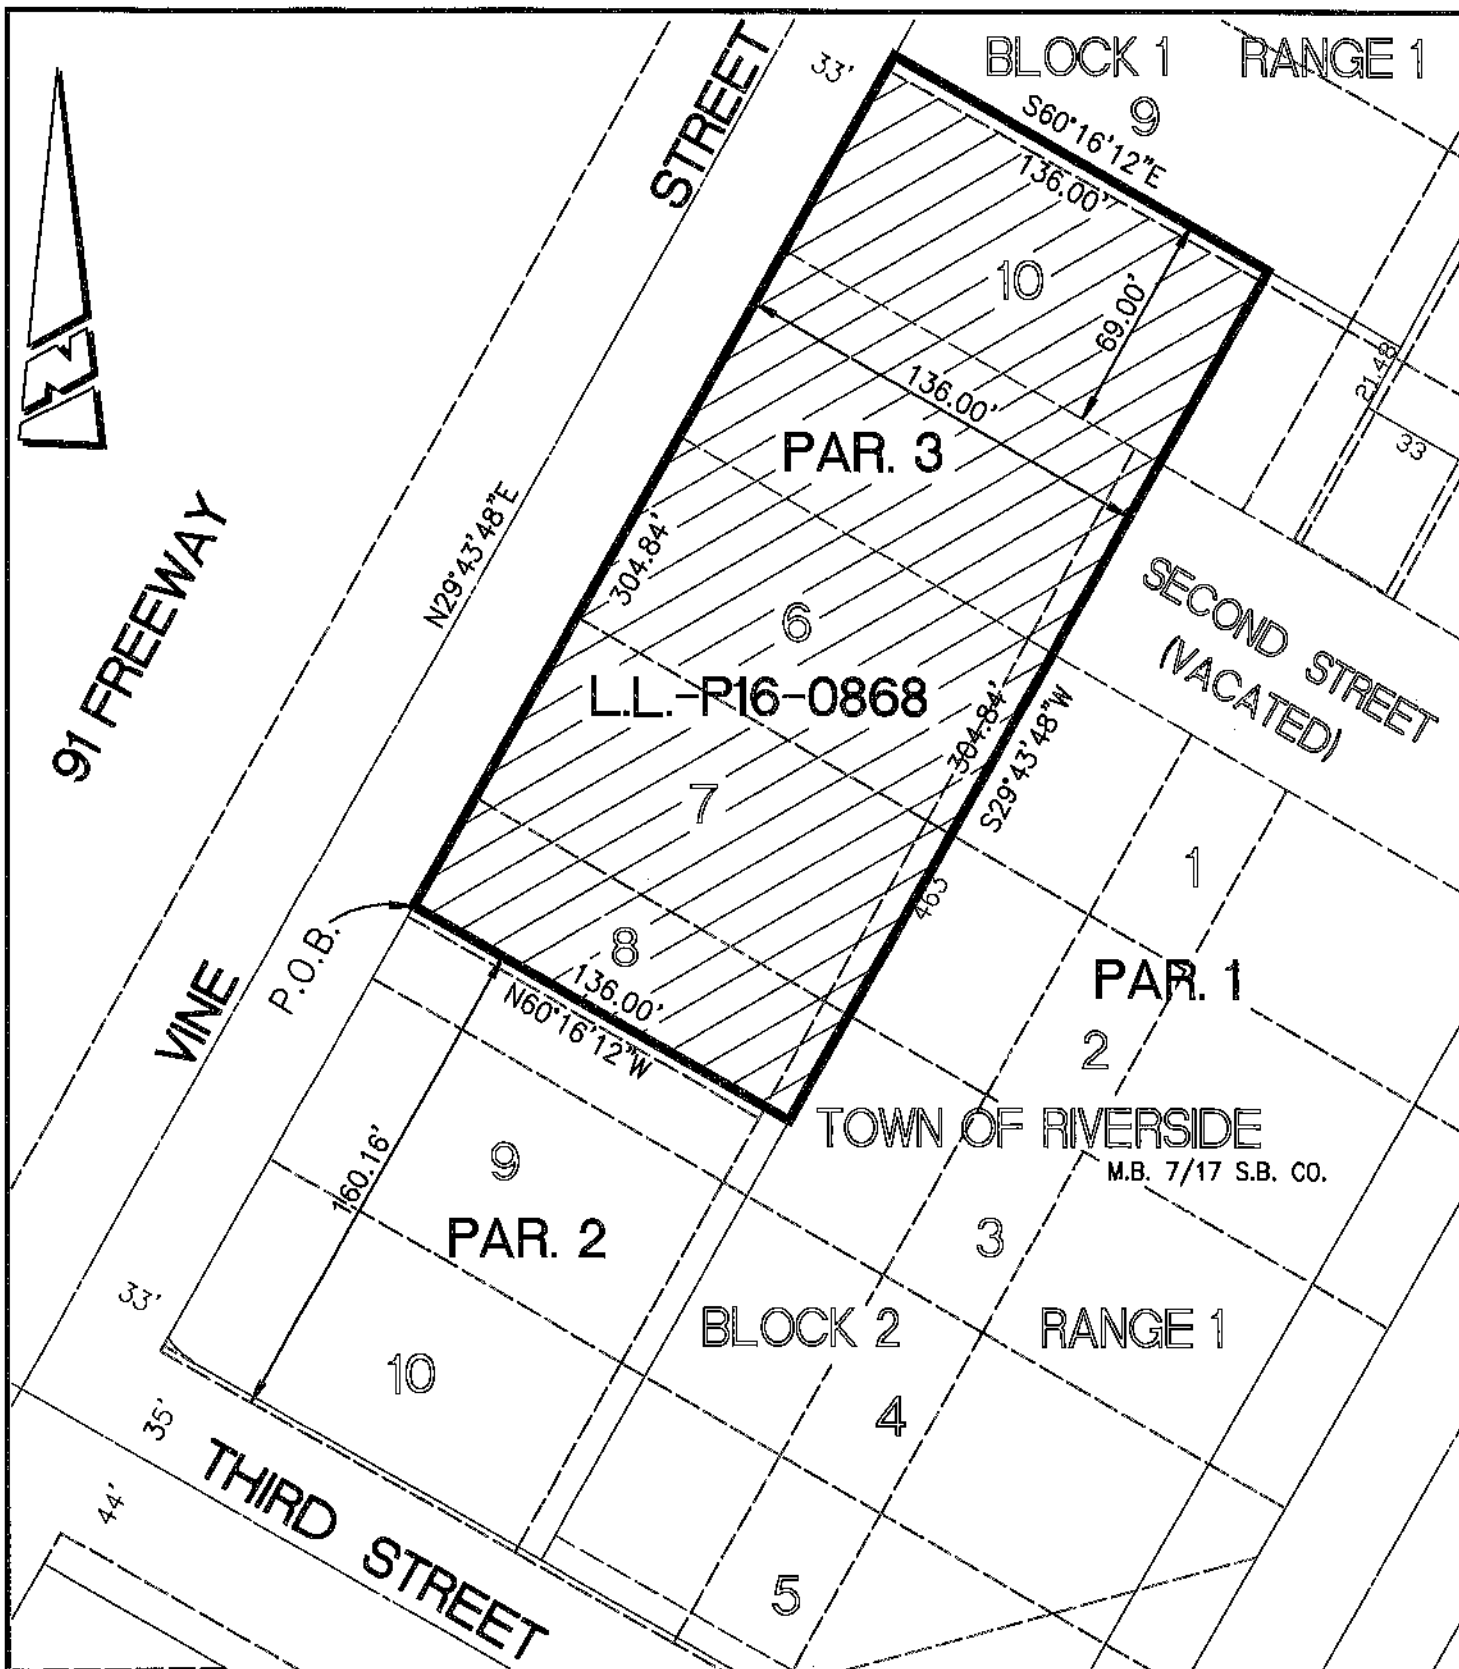 BLOCK 1 RANGE 1
33'
STREET
9
S60°16'12"E
136.00'
10
69.00'
136.00'
21.48
33
PAR. 3
N29°43'48"E
304.84'
91 FREEWAY
6
SECOND STREET
(VACATED)
L.L.-P16-0868
304.84'
S29°43'48"W
7
1
463
P.O.B.
8
136.00'
N60°16'12"W
PAR. 1
VINE
2
TOWN OF RIVERSIDE
M.B. 7/17 S.B. CO.
9
160.16'
PAR. 2
3
33'
BLOCK 2 RANGE 1
10
4
35'
THIRD STREET
44'
5
N